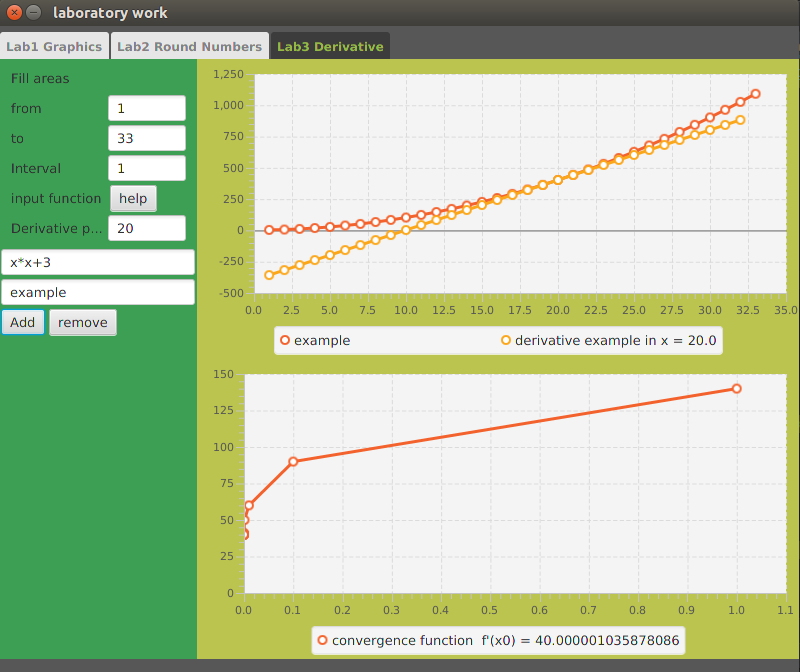 laboratory work
Lab1 Graphics Lab2 Round Numbers Lab3 Derivative
Fill areas
from 1
to 33
Interval 1
input function help
Derivative p... 20
x*x+3
example
Add remove
1,250
1,000
750
500
250
0
-250
-500
0.0 2.5 5.0 7.5 10.0 12.5 15.0 17.5 20.0 22.5 25.0 27.5 30.0 32.5 35.0
example derivative example in x = 20.0
150
125
100
75
50
25
0
0.0 0.1 0.2 0.3 0.4 0.5 0.6 0.7 0.8 0.9 1.0 1.1
convergence function f'(x0) = 40.000001035878086